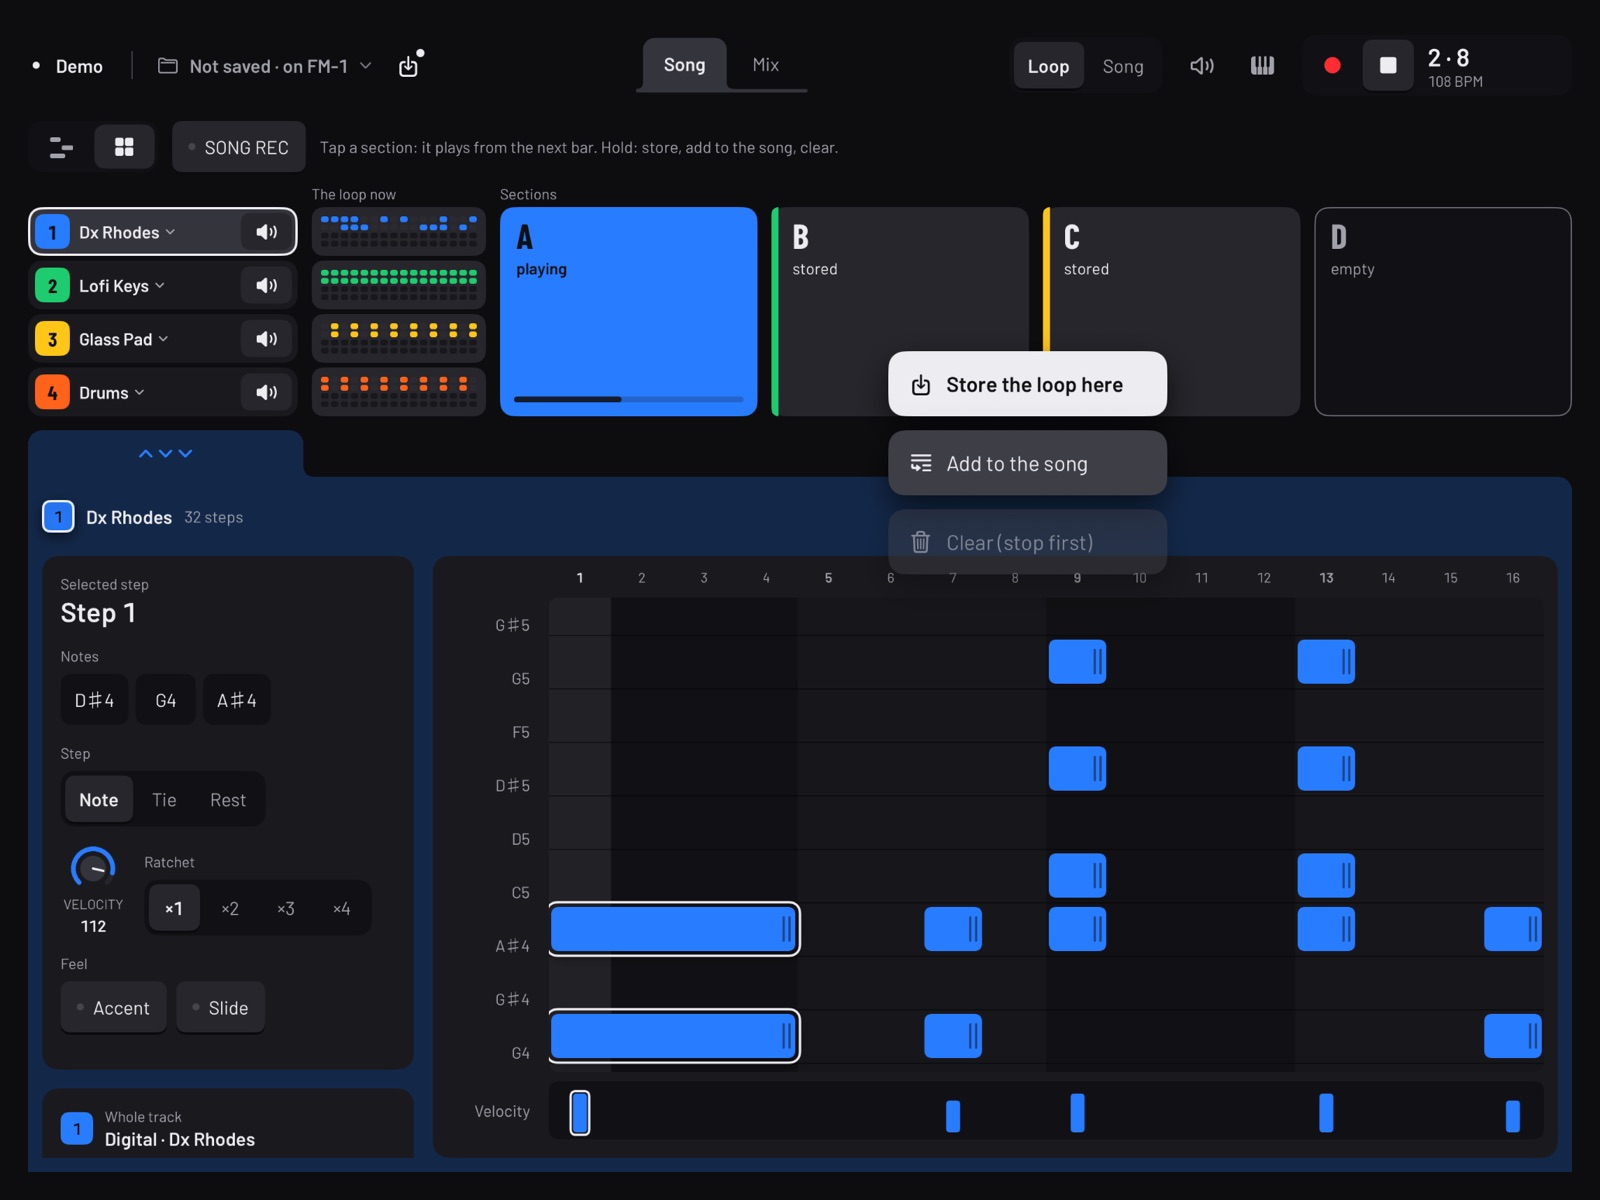 Demo
Not saved · on FM-1
Song
Mix
Loop
Song
2 · 8
108 BPM
SONG REC
Tap a section: it plays from the next bar. Hold: store, add to the song, clear.
The loop now
Sections
1 Dx Rhodes
2 Lofi Keys
3 Glass Pad
4 Drums
A
playing
B
stored
C
stored
D
empty
Store the loop here
Add to the song
Clear (stop first)
1 Dx Rhodes 32 steps
Selected step
Step 1
Notes
D♯4 G4 A♯4
Step
Note Tie Rest
VELOCITY
112
Ratchet
×1 ×2 ×3 ×4
Feel
Accent Slide
1
Whole track
Digital · Dx Rhodes
1 2 3 4 5 6 7 8 9 10 11 12 13 14 15 16
G♯5
G5
F5
D♯5
D5
C5
A♯4
G♯4
G4
Velocity